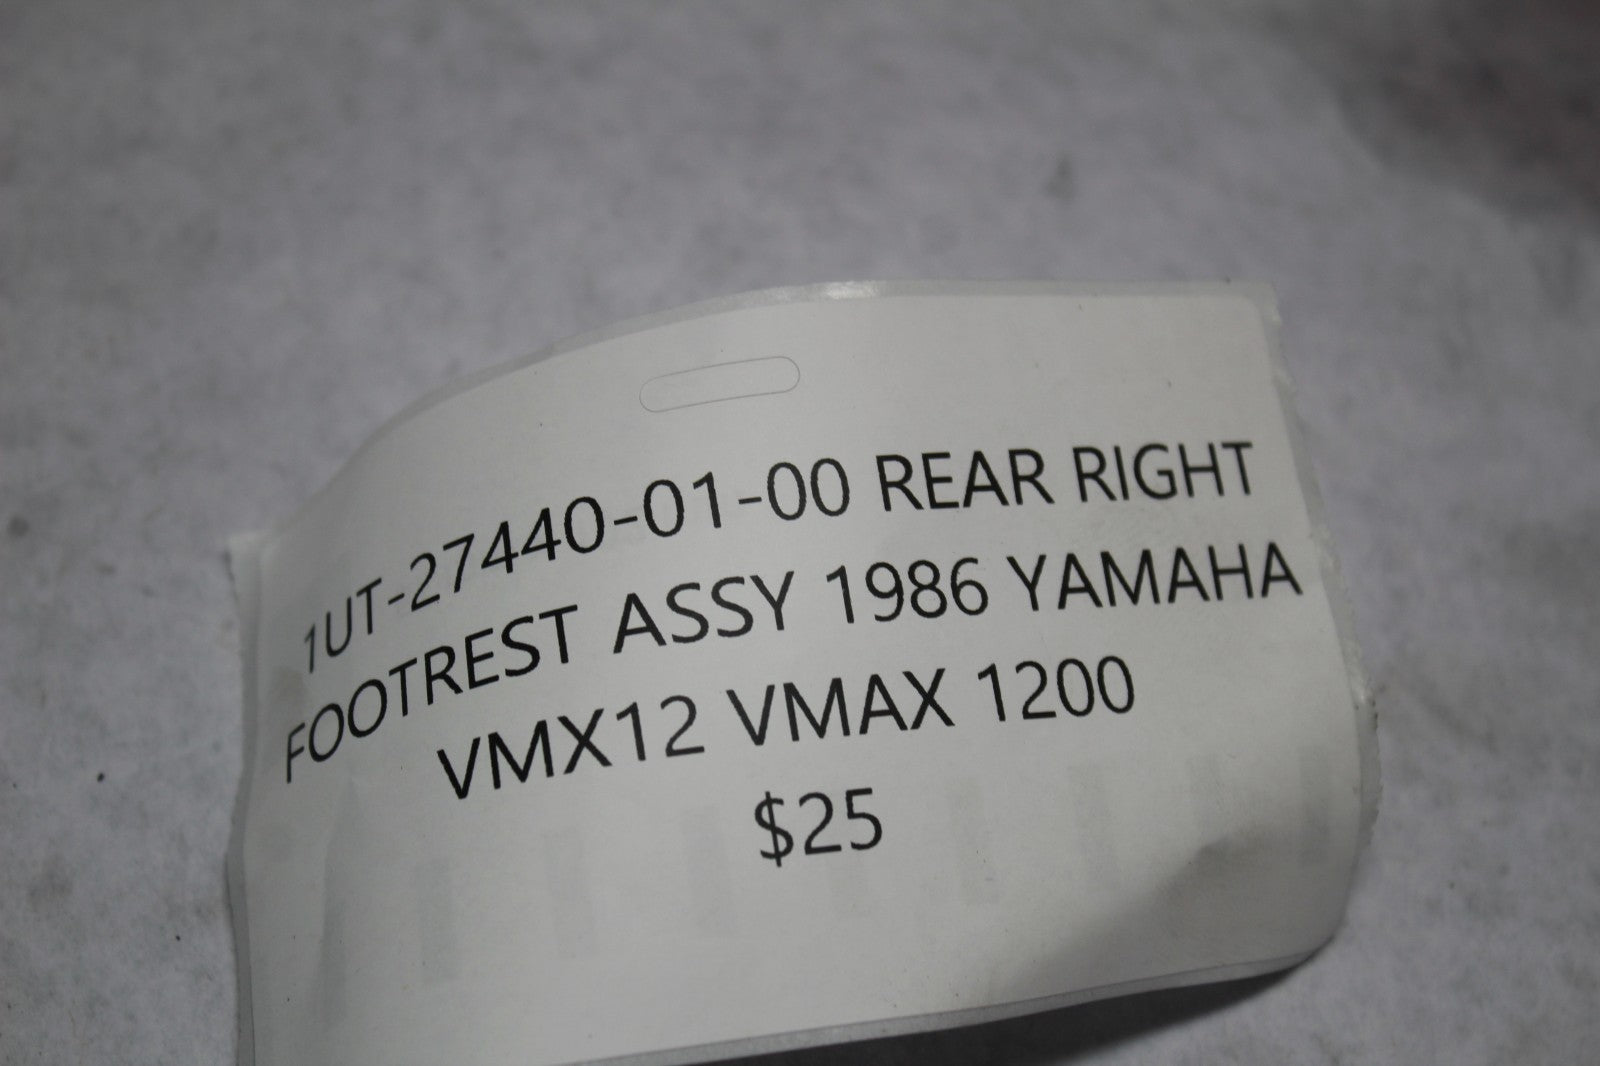 1UT-27440-01-00 REAR RIGHT
FOOTREST ASSY 1986 YAMAHA
VMX12 VMAX 1200
$25